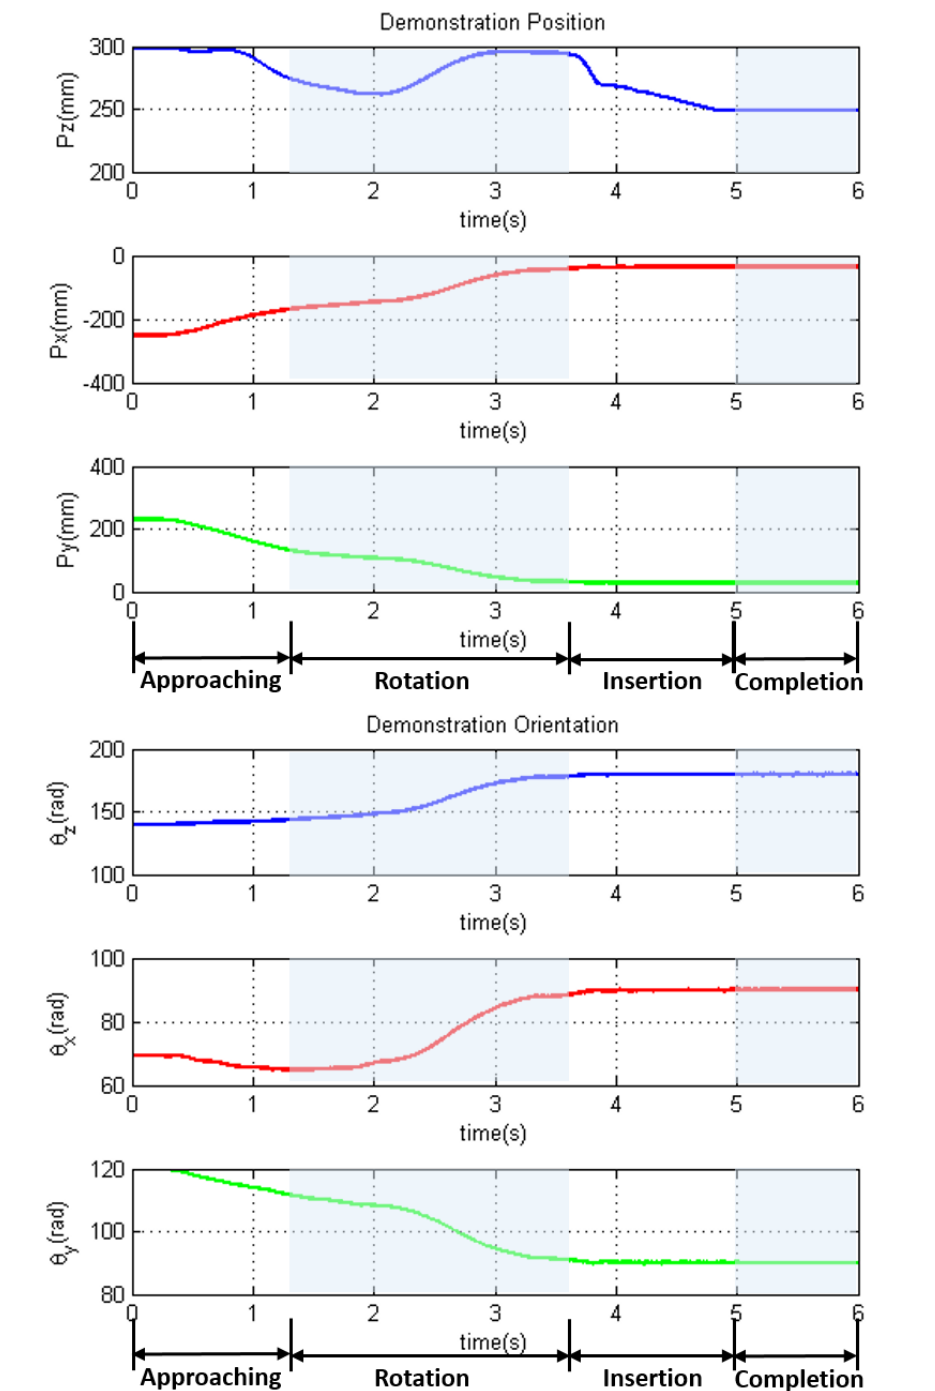 Demonstration Position
300
250
200
Pz(mm)
0 1 2 3 4 5 6
time(s)
0
-200
-400
Px(mm)
0 1 2 3 4 5 6
time(s)
400
200
0
Py(mm)
0 1 2 3 4 5 6
time(s)
Approaching Rotation Insertion Completion
Demonstration Orientation
200
150
100
θz(rad)
0 1 2 3 4 5 6
time(s)
100
80
60
θx(rad)
0 1 2 3 4 5 6
time(s)
120
100
80
θy(rad)
0 1 2 3 4 5 6
time(s)
Approaching Rotation Insertion Completion